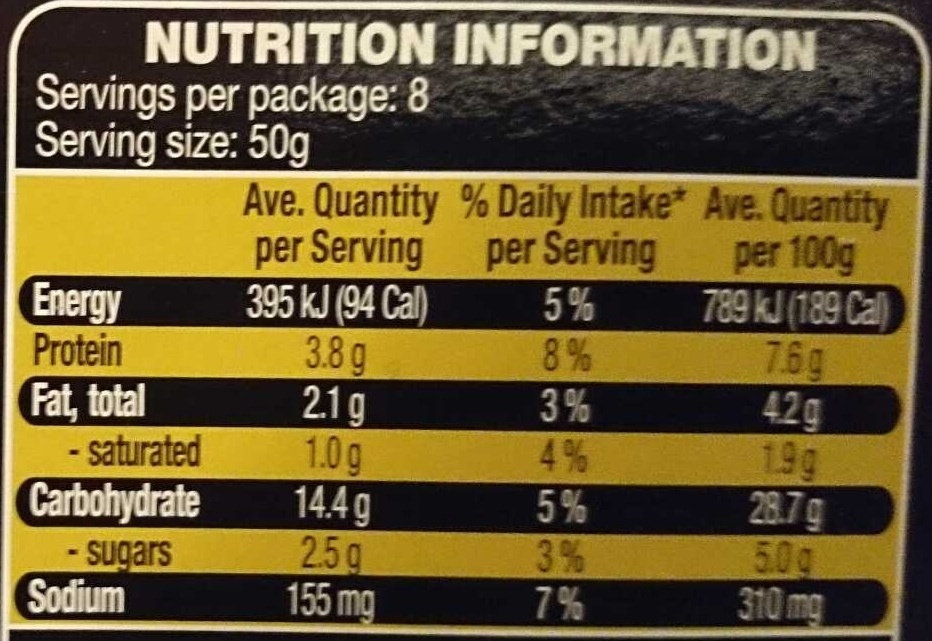 NUTRITION INFORMATION
Servings per package: 8
Serving size: 50g
Ave. Quantity % Daily Intake* Ave. Quantity
per Serving per Serving per 100g
Energy 395 kJ (94 Cal) 5% 789 kJ (189 Cal)
Protein 3.8 g 8% 7.6 g
Fat, total 2.1 g 3% 4.2 g
- saturated 1.0 g 4% 1.9 g
Carbohydrate 14.4 g 5% 28.7 g
- sugars 2.5 g 3% 5.0 g
Sodium 155 mg 7% 310 mg